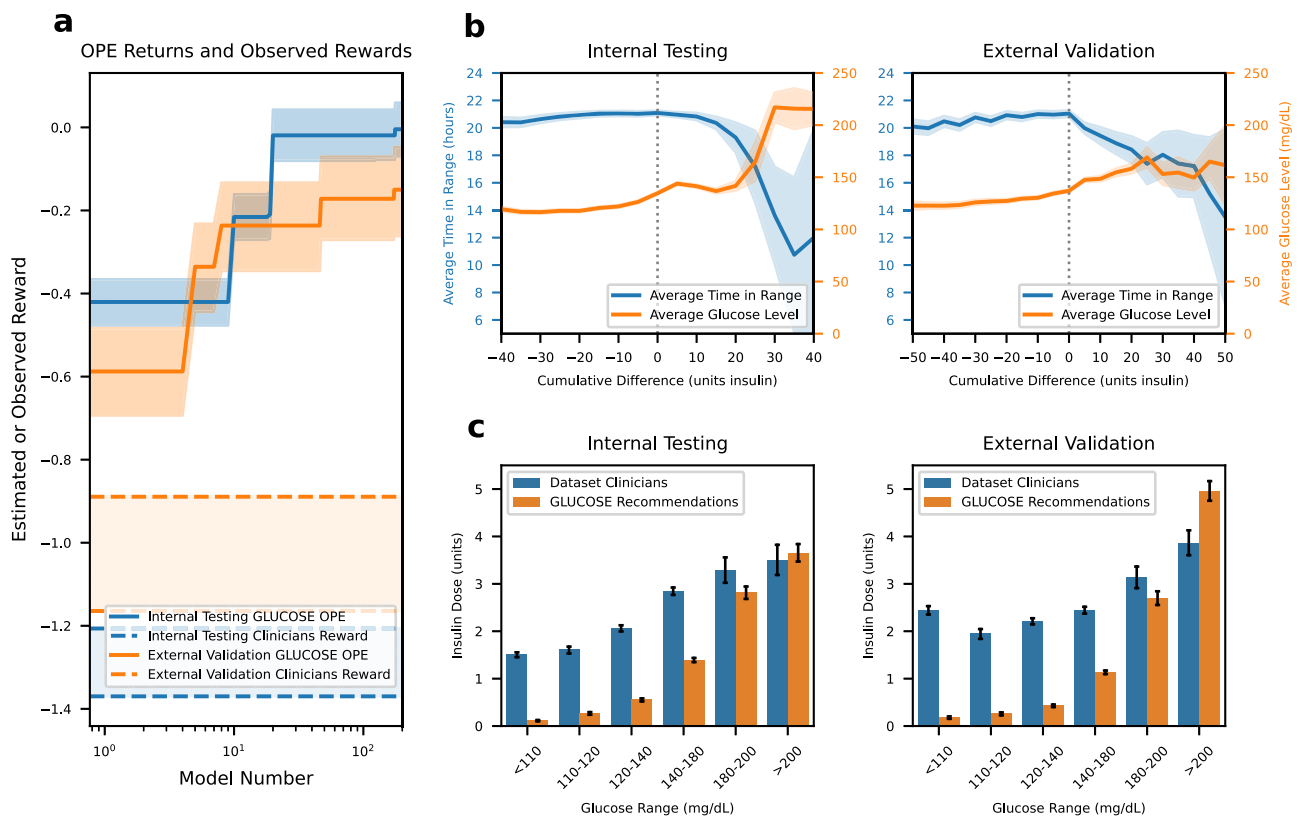 a
OPE Returns and Observed Rewards
Estimated or Observed Reward
0.0
−0.2
−0.4
−0.6
−0.8
−1.0
−1.2
−1.4
Internal Testing GLUCOSE OPE
Internal Testing Clinicians Reward
External Validation GLUCOSE OPE
External Validation Clinicians Reward
10^0 10^1 10^2
Model Number
b
Internal Testing
Average Time in Range (hours)
24
22
20
18
16
14
12
10
8
6
Average Time in Range
Average Glucose Level
250
200
150
100
50
0
−40 −30 −20 −10 0 10 20 30 40
Cumulative Difference (units insulin)
External Validation
24
22
20
18
16
14
12
10
8
6
Average Time in Range
Average Glucose Level
250
200
150
100
50
0
Average Glucose Level (mg/dL)
−50 −40 −30 −20 −10 0 10 20 30 40 50
Cumulative Difference (units insulin)
c
Internal Testing
Insulin Dose (units)
5
4
3
2
1
0
Dataset Clinicians
GLUCOSE Recommendations
<110 110-120 120-140 140-180 180-200 >200
Glucose Range (mg/dL)
External Validation
Insulin Dose (units)
5
4
3
2
1
0
Dataset Clinicians
GLUCOSE Recommendations
<110 110-120 120-140 140-180 180-200 >200
Glucose Range (mg/dL)